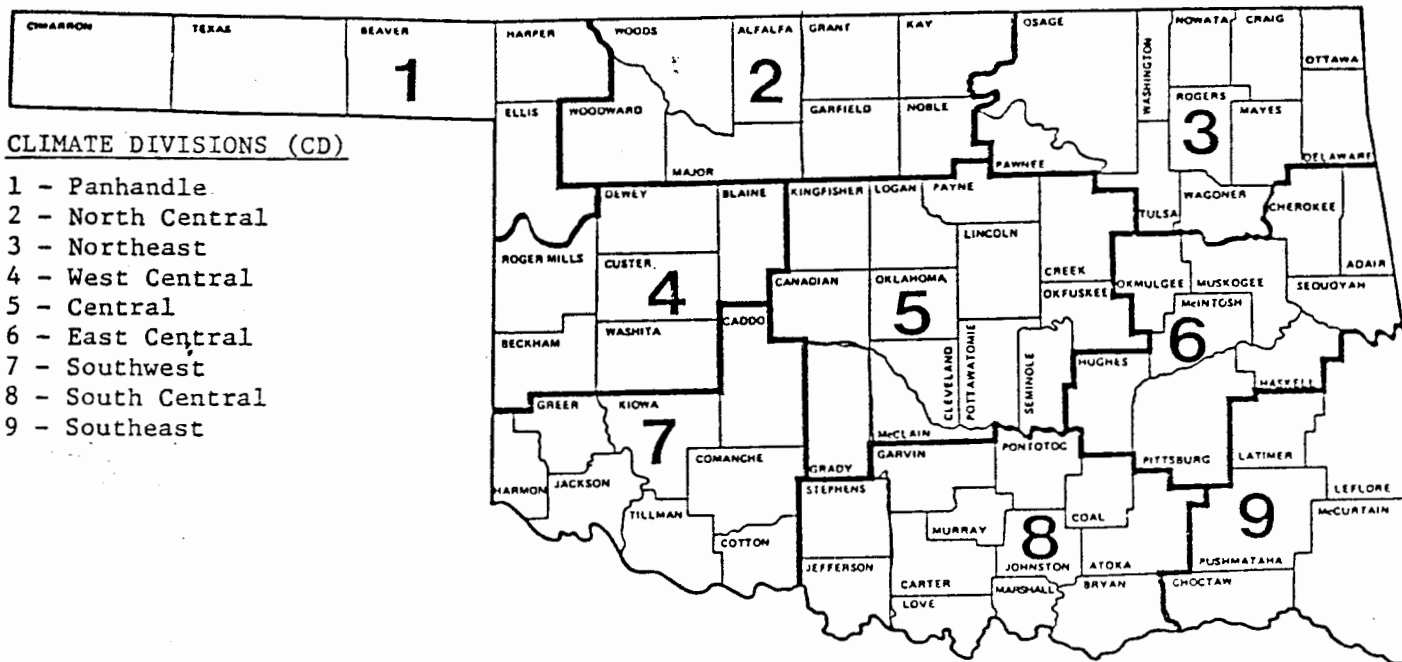 CIMARRON
TEXAS
BEAVER
HARPER
WOODS
ALFALFA
GRANT
KAY
OSAGE
WASHINGTON
NOWATA
CRAIG
OTTAWA
1
2
3
ELLIS
WOODWARD
GARFIELD
NOBLE
ROGERS
MAYES
MAJOR
PAWNEE
DELAWARE
CLIMATE DIVISIONS (CD)
1 - Panhandle
2 - North Central
3 - Northeast
4 - West Central
5 - Central
6 - East Central
7 - Southwest
8 - South Central
9 - Southeast
DEWEY
BLAINE
KINGFISHER
LOGAN
PAYNE
TULSA
WAGONER
CHEROKEE
LINCOLN
ROGER MILLS
CUSTER
4
CANADIAN
OKLAHOMA
5
CREEK
OKMULGEE
MUSKOGEE
ADAIR
SEQUOYAH
OKFUSKEE
McINTOSH
6
BECKHAM
WASHITA
CADDO
CLEVELAND
POTTAWATOMIE
SEMINOLE
HUGHES
HASKELL
GREER
KIOWA
7
McCLAIN
COMANCHE
GRADY
GARVIN
PONTOTOC
PITTSBURG
LATIMER
HARMON
JACKSON
STEPHENS
LEFLORE
TILLMAN
MURRAY
COAL
9
McCURTAIN
COTTON
8
JEFFERSON
JOHNSTON
ATOKA
PUSHMATAHA
CARTER
MARSHALL
BRYAN
CHOCTAW
LOVE